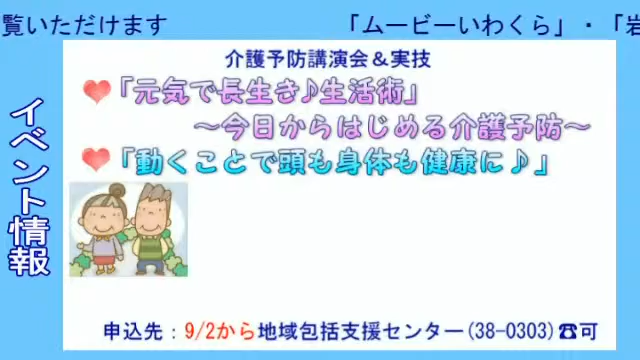 覧いただけます
「ムービーいわくら」・「岩
イベント情報
介護予防講演会＆実技
「元気で長生き♪生活術」
～今日からはじめる介護予防～
「動くことで頭も身体も健康に♪」
申込先：9/2から地域包括支援センター(38-0303)☎可